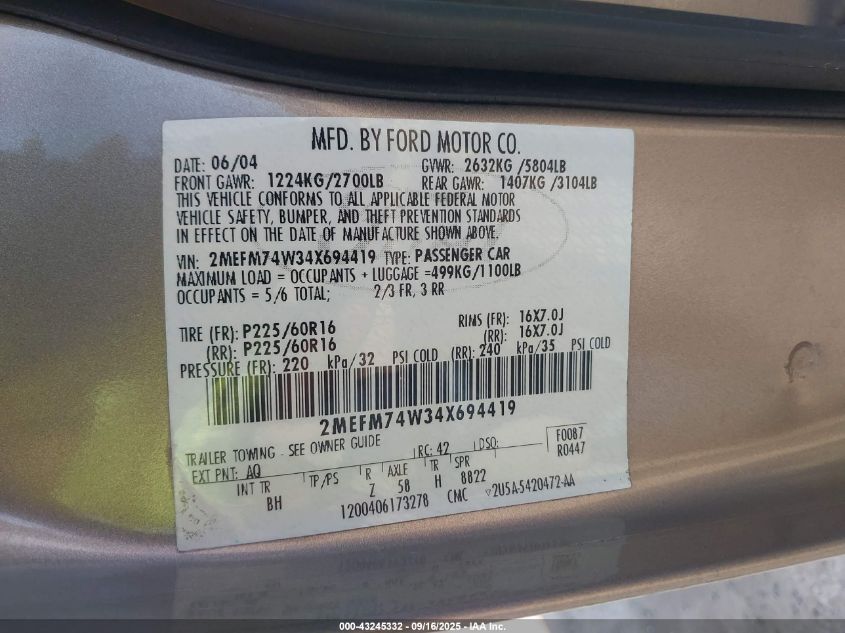 MFD. BY FORD MOTOR CO.
DATE: 06/04 GVWR: 2632KG /5804LB
FRONT GAWR: 1224KG/2700LB REAR GAWR: 1407KG /3104LB
THIS VEHICLE CONFORMS TO ALL APPLICABLE FEDERAL MOTOR
VEHICLE SAFETY, BUMPER, AND THEFT PREVENTION STANDARDS
IN EFFECT ON THE DATE OF MANUFACTURE SHOWN ABOVE.
VIN: 2MEFM74W34X694419 TYPE: PASSENGER CAR
MAXIMUM LOAD = OCCUPANTS + LUGGAGE =499KG/1100LB
OCCUPANTS = 5/6 TOTAL; 2/3 FR, 3 RR
TIRE (FR): P225/60R16 RIMS (FR): 16X7.0J
(RR): P225/60R16 (RR): 16X7.0J
PRESSURE (FR): 220 kPa/32 PSI COLD (RR): 240 kPa/35 PSI COLD
2MEFM74W34X694419
TRAILER TOWING - SEE OWNER GUIDE
EXT PNT: AQ RC: 42 DSO: F0087
R0447
INT TR TP/PS R AXLE TR SPR
BH Z 58 H 8822
1200406173278 CMC ▽2U5A-5420472-AA
000-43245332 - 09/16/2025 - IAA Inc.